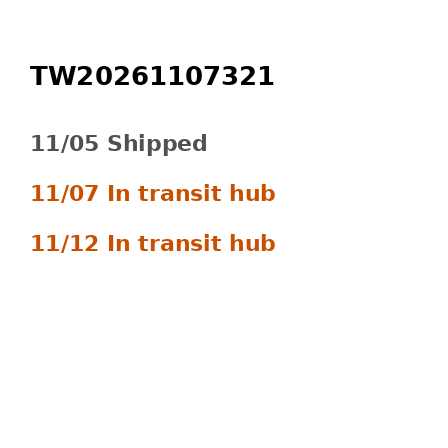 TW20261107321
11/05 Shipped
11/07 In transit hub
11/12 In transit hub